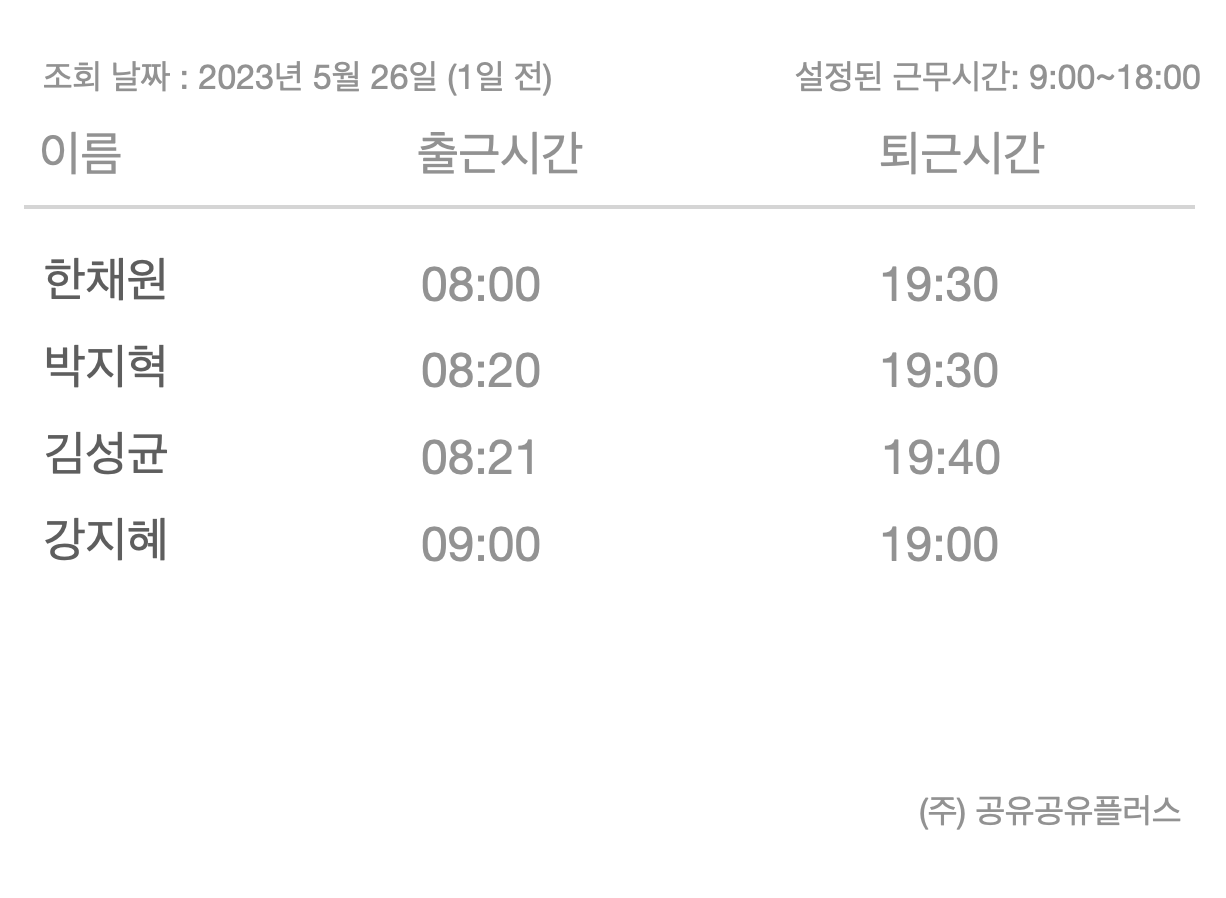 조회 날짜 : 2023년 5월 26일 (1일 전) 설정된 근무시간: 9:00~18:00
이름 출근시간 퇴근시간
한채원 08:00 19:30
박지혁 08:20 19:30
김성균 08:21 19:40
강지혜 09:00 19:00
(주) 공유공유플러스